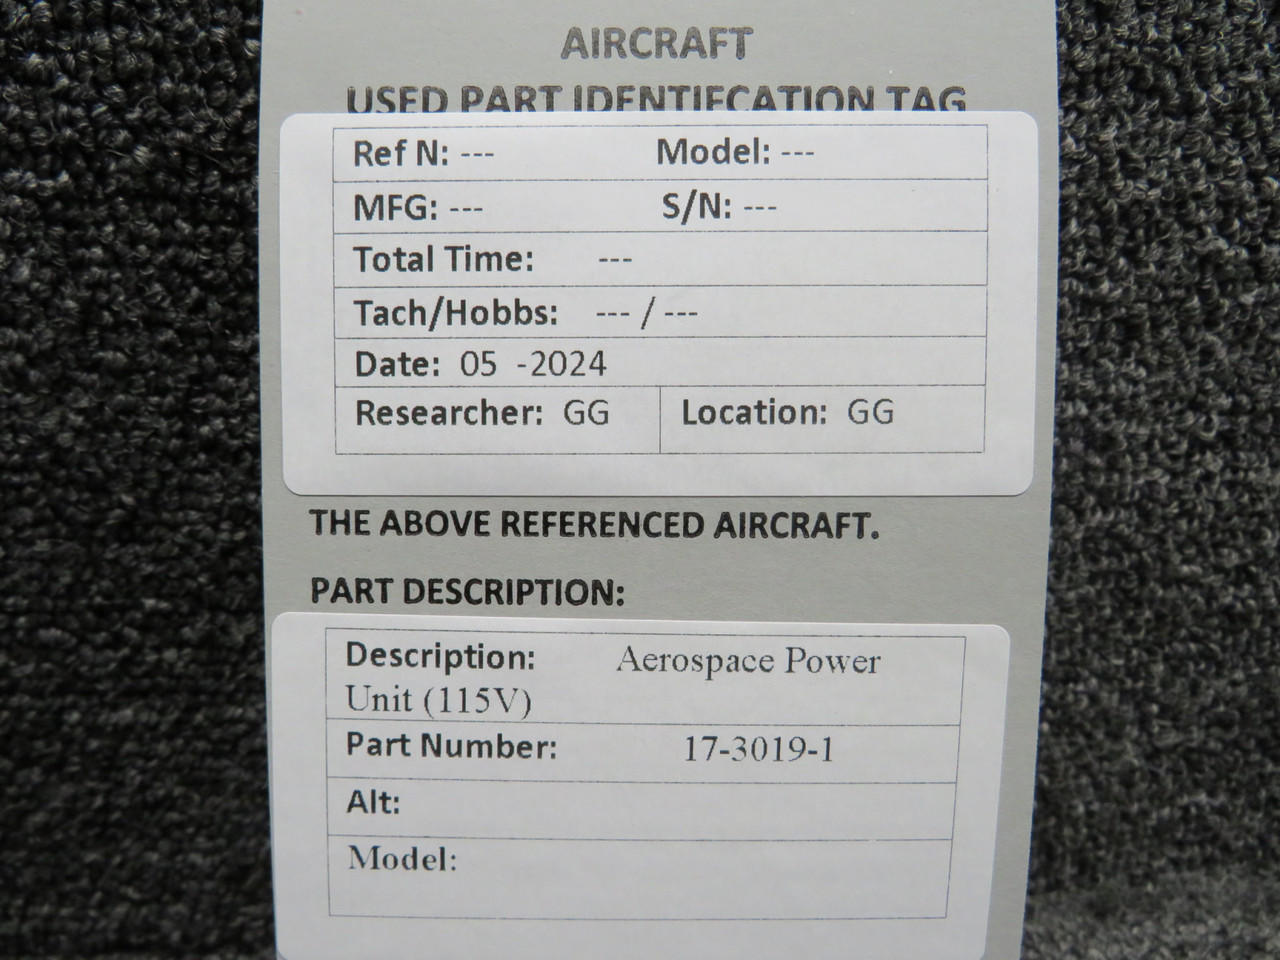 AIRCRAFT
USED PART IDENTIFCATION TAG
Ref N: --- Model: ---
MFG: --- S/N: ---
Total Time: ---
Tach/Hobbs: --- / ---
Date: 05 -2024
Researcher: GG Location: GG
THE ABOVE REFERENCED AIRCRAFT.
PART DESCRIPTION:
Description: Aerospace Power
Unit (115V)
Part Number: 17-3019-1
Alt:
Model: